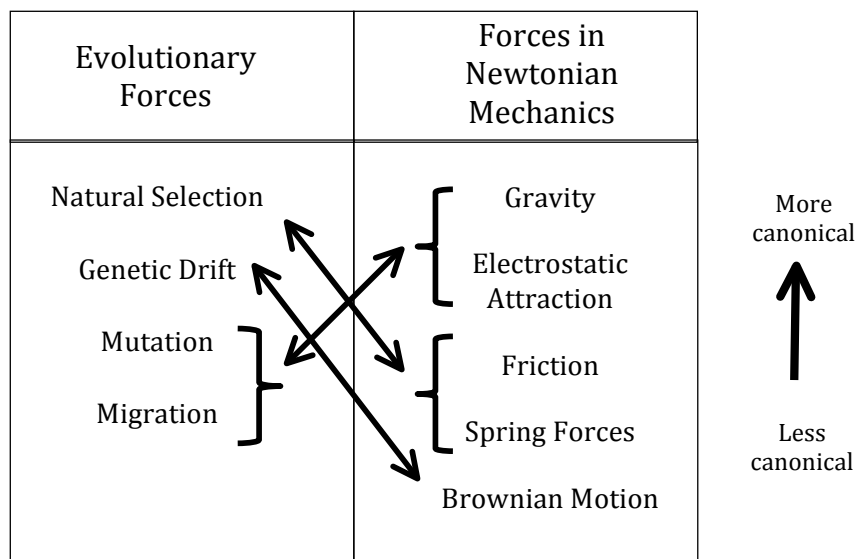 Evolutionary
Forces
Forces in
Newtonian
Mechanics
Natural Selection
Genetic Drift
Mutation
Migration
Gravity
Electrostatic
Attraction
Friction
Spring Forces
Brownian Motion
More
canonical
Less
canonical